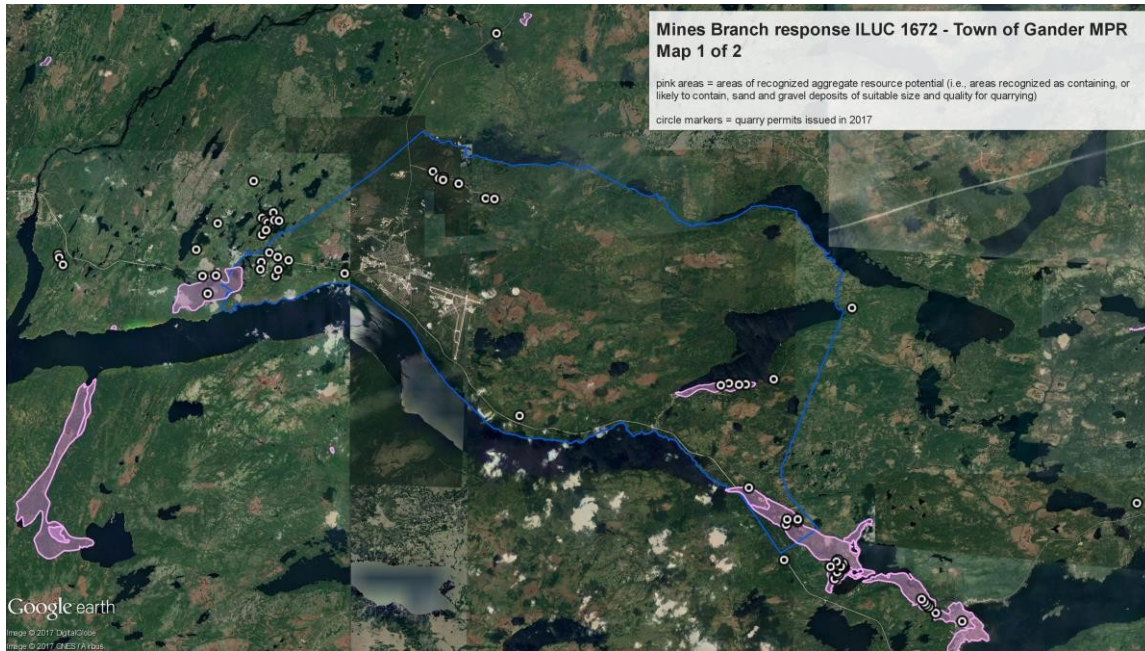 Mines Branch response ILUC 1672 - Town of Gander MPR
Map 1 of 2
pink areas = areas of recognized aggregate resource potential (i.e., areas recognized as containing, or
likely to contain, sand and gravel deposits of suitable size and quality for quarrying)
circle markers = quarry permits issued in 2017
Google earth
Image © 2017 DigitalGlobe
Image © 2017 CNES / Airbus